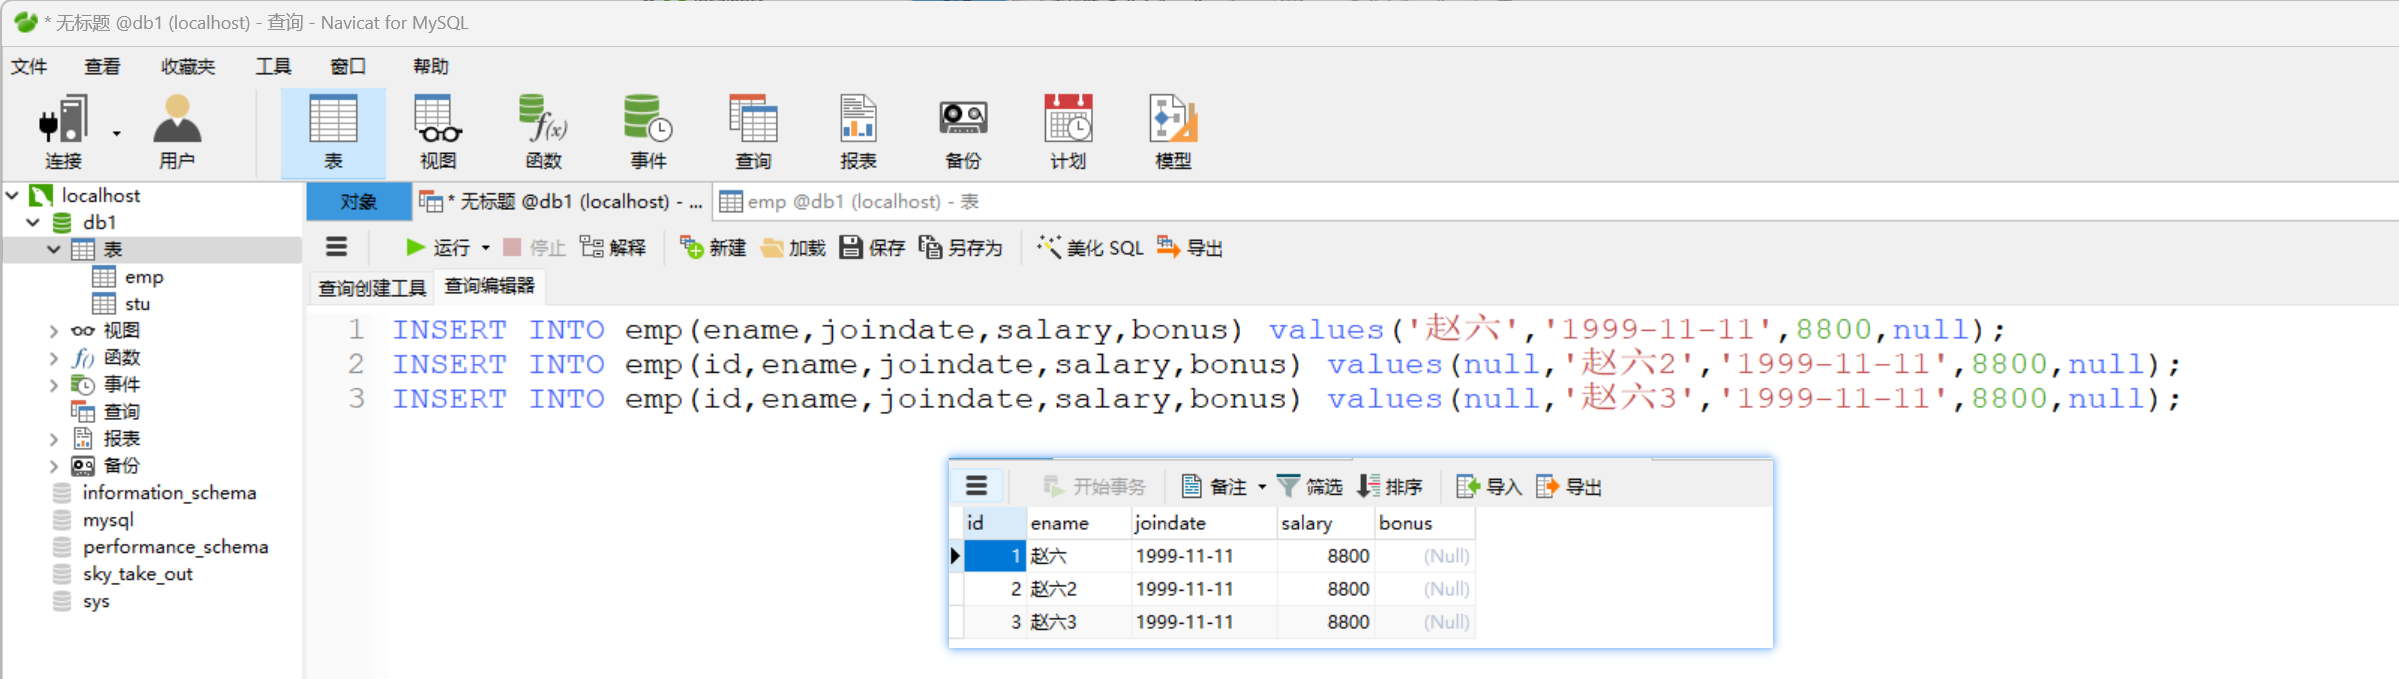 * 无标题 @db1 (localhost) - 查询 - Navicat for MySQL
文件 查看 收藏夹 工具 窗口 帮助
连接 用户 表 视图 函数 事件 查询 报表 备份 计划 模型
localhost
db1
表
emp
stu
视图
函数
事件
查询
报表
备份
information_schema
mysql
performance_schema
sky_take_out
sys
对象 * 无标题 @db1 (localhost) - ... emp @db1 (localhost) - 表
运行 停止 解释 新建 加载 保存 另存为 美化 SQL 导出
查询创建工具 查询编辑器
1 INSERT INTO emp(ename,joindate,salary,bonus) values('赵六','1999-11-11',8800,null);
2 INSERT INTO emp(id,ename,joindate,salary,bonus) values(null,'赵六2','1999-11-11',8800,null);
3 INSERT INTO emp(id,ename,joindate,salary,bonus) values(null,'赵六3','1999-11-11',8800,null);
开始事务 备注 筛选 排序 导入 导出
id ename joindate salary bonus
1 赵六 1999-11-11 8800 (Null)
2 赵六2 1999-11-11 8800 (Null)
3 赵六3 1999-11-11 8800 (Null)